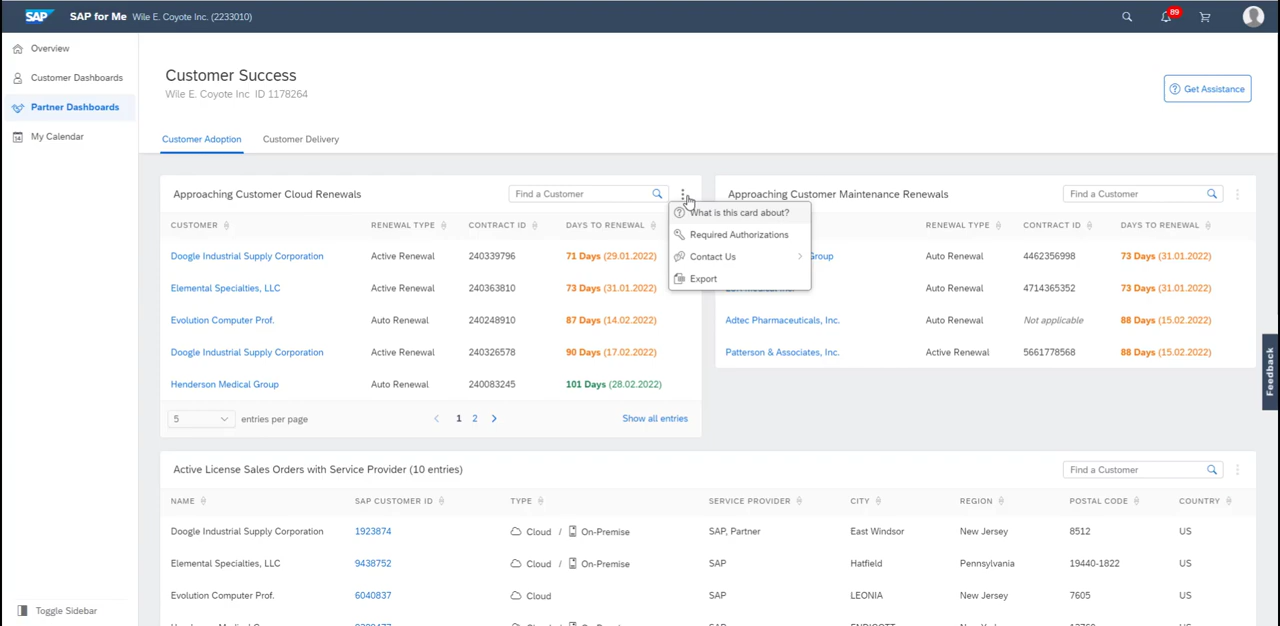 SAP SAP for Me Wile E. Coyote Inc. (2233010) 89
Overview
Customer Dashboards
Partner Dashboards
My Calendar
Toggle Sidebar
Customer Success
Wile E. Coyote Inc ID 1178264
Get Assistance
Customer Adoption Customer Delivery
Approaching Customer Cloud Renewals Find a Customer
CUSTOMER RENEWAL TYPE CONTRACT ID DAYS TO RENEWAL
Doogle Industrial Supply Corporation Active Renewal 240339796 71 Days (29.01.2022)
Elemental Specialties, LLC Active Renewal 240363810 73 Days (31.01.2022)
Evolution Computer Prof. Auto Renewal 240248910 87 Days (14.02.2022)
Doogle Industrial Supply Corporation Active Renewal 240326578 90 Days (17.02.2022)
Henderson Medical Group Auto Renewal 240083245 101 Days (28.02.2022)
5 entries per page 1 2 Show all entries
What is this card about?
Required Authorizations
Contact Us
Export
Approaching Customer Maintenance Renewals Find a Customer
RENEWAL TYPE CONTRACT ID DAYS TO RENEWAL
Group Auto Renewal 4462356998 73 Days (31.01.2022)
Auto Renewal 4714365352 73 Days (31.01.2022)
Adtec Pharmaceuticals, Inc. Auto Renewal Not applicable 88 Days (15.02.2022)
Patterson & Associates, Inc. Active Renewal 5661778568 88 Days (15.02.2022)
Feedback
Active License Sales Orders with Service Provider (10 entries) Find a Customer
NAME SAP CUSTOMER ID TYPE SERVICE PROVIDER CITY REGION POSTAL CODE COUNTRY
Doogle Industrial Supply Corporation 1923874 Cloud / On-Premise SAP, Partner East Windsor New Jersey 8512 US
Elemental Specialties, LLC 9438752 Cloud / On-Premise SAP Hatfield Pennsylvania 19440-1822 US
Evolution Computer Prof. 6040837 Cloud SAP LEONIA New Jersey 7605 US